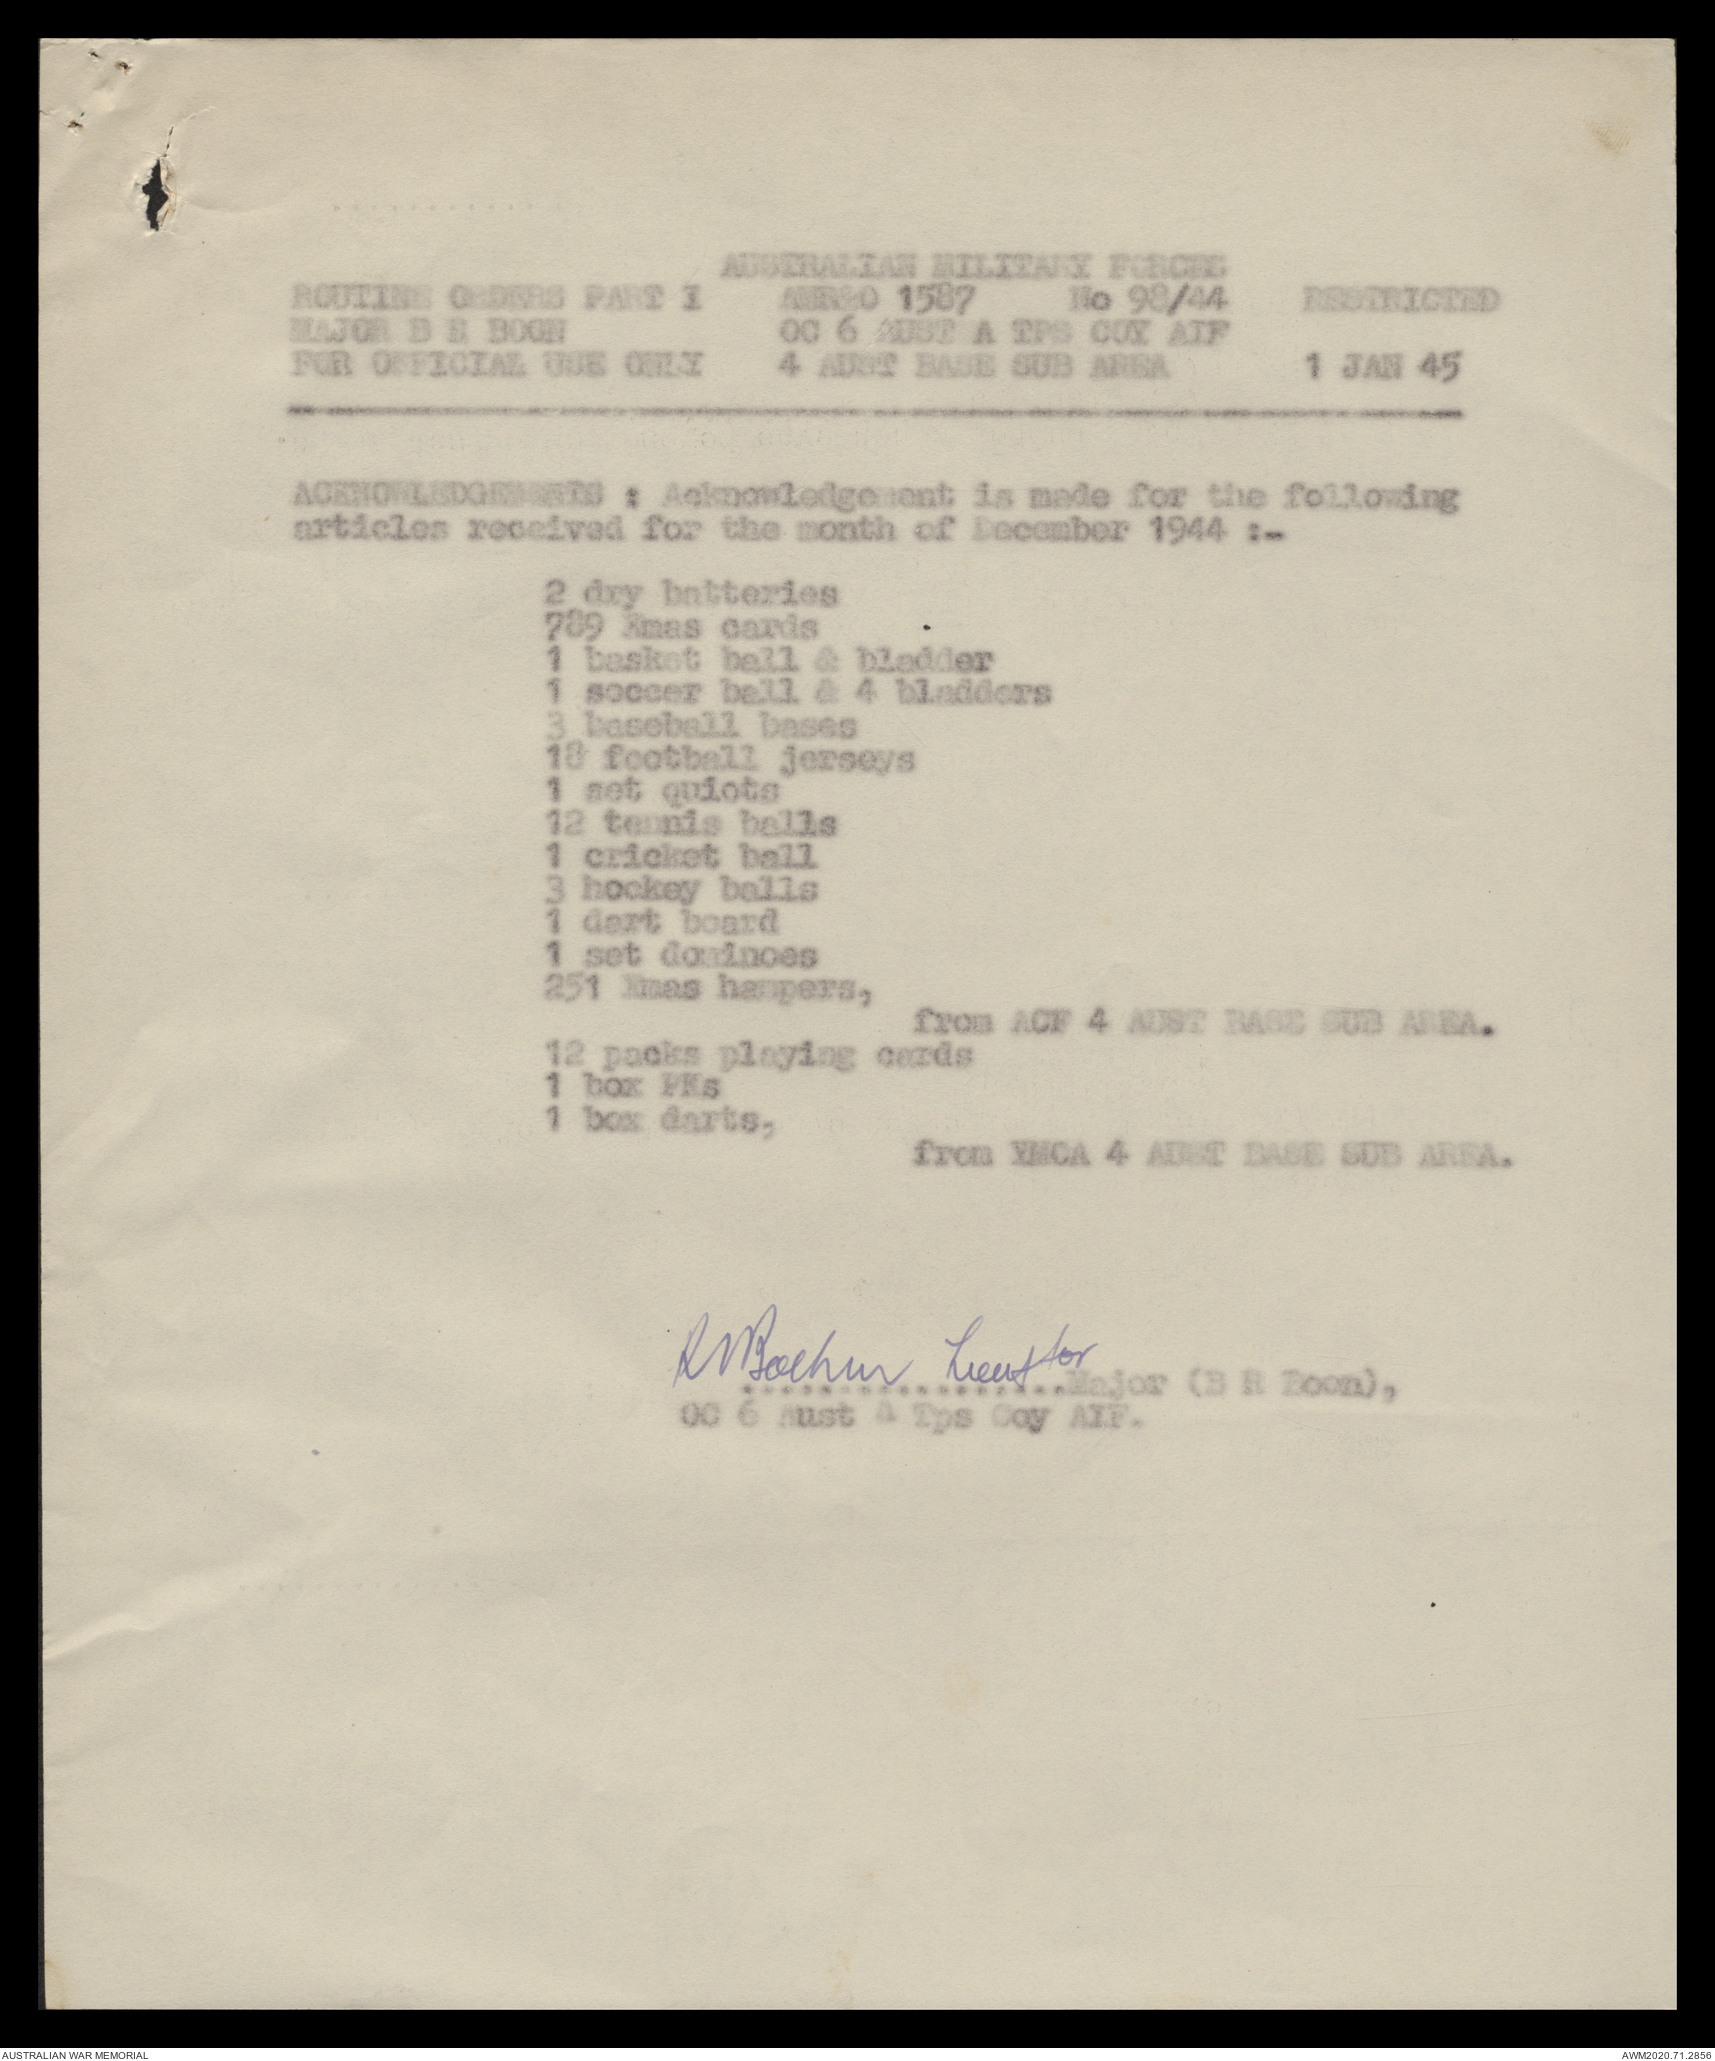 AUSTRALIAN MILITARY FORCES
ROUTINE ORDERS PART I AWR&O 1587 No 98/44 RESTRICTED
MAJOR B R BOON OC 6 AUST A TPS COY AIF
FOR OFFICIAL USE ONLY 4 AUST BASE SUB AREA 1 JAN 45
ACKNOWLEDGEMENTS : Acknowledgement is made for the following
articles received for the month of December 1944 :-
2 dry batteries
789 Xmas cards
1 basket ball & bladder
1 soccer ball & 4 bladders
3 baseball bases
18 football jerseys
1 set quiots
12 tennis balls
1 cricket ball
3 hockey balls
1 dart board
1 set dominoes
251 Xmas hampers,
from ACF 4 AUST BASE SUB AREA.
12 packs playing cards
1 box PKs
1 box darts,
from YMCA 4 AUST BASE SUB AREA.
Lieut for
..................Major (B R Boon),
OC 6 Aust A Tps Coy AIF.
AUSTRALIAN WAR MEMORIAL AWM2020.71.2856